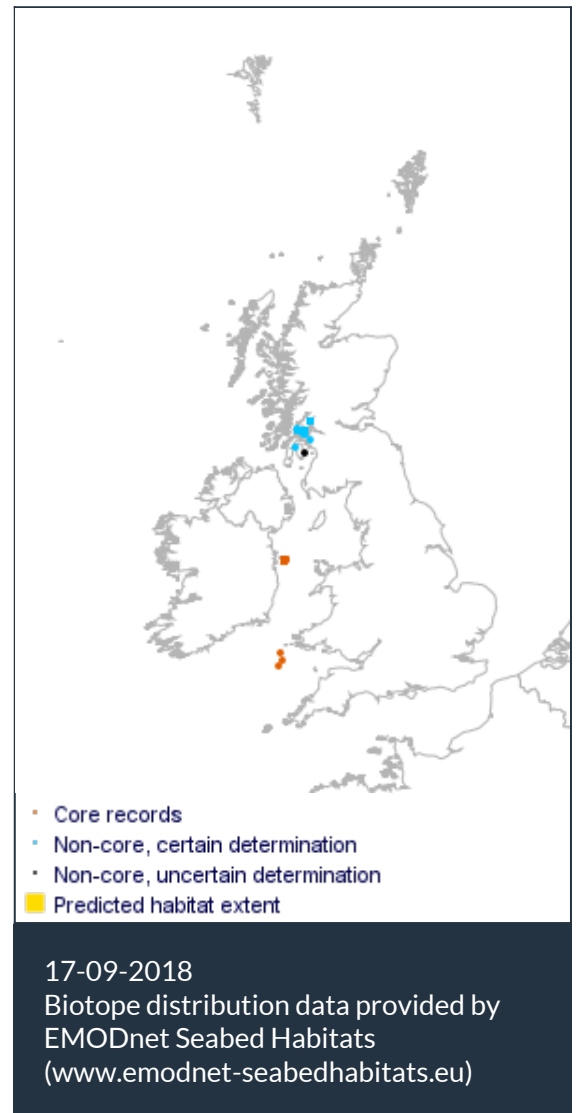 Core records
Non-core, certain determination
Non-core, uncertain determination
Predicted habitat extent
17-09-2018
Biotope distribution data provided by
EMODnet Seabed Habitats
(www.emodnet-seabedhabitats.eu)